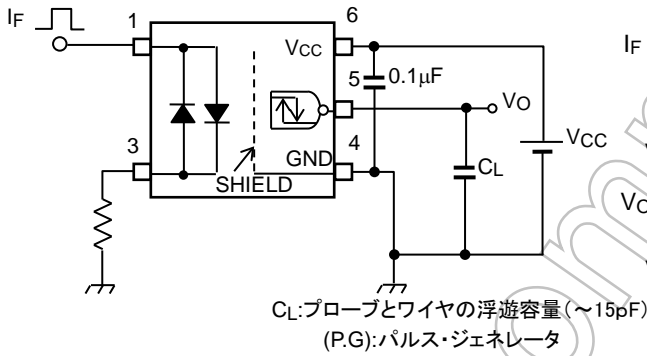 IF
1
6
VCC
5
0.1μF
VO
3
4
GND
SHIELD
CL
VCC
IF
CL:プローブとワイヤの浮遊容量(~15pF)
(P.G):パルス・ジェネレータ